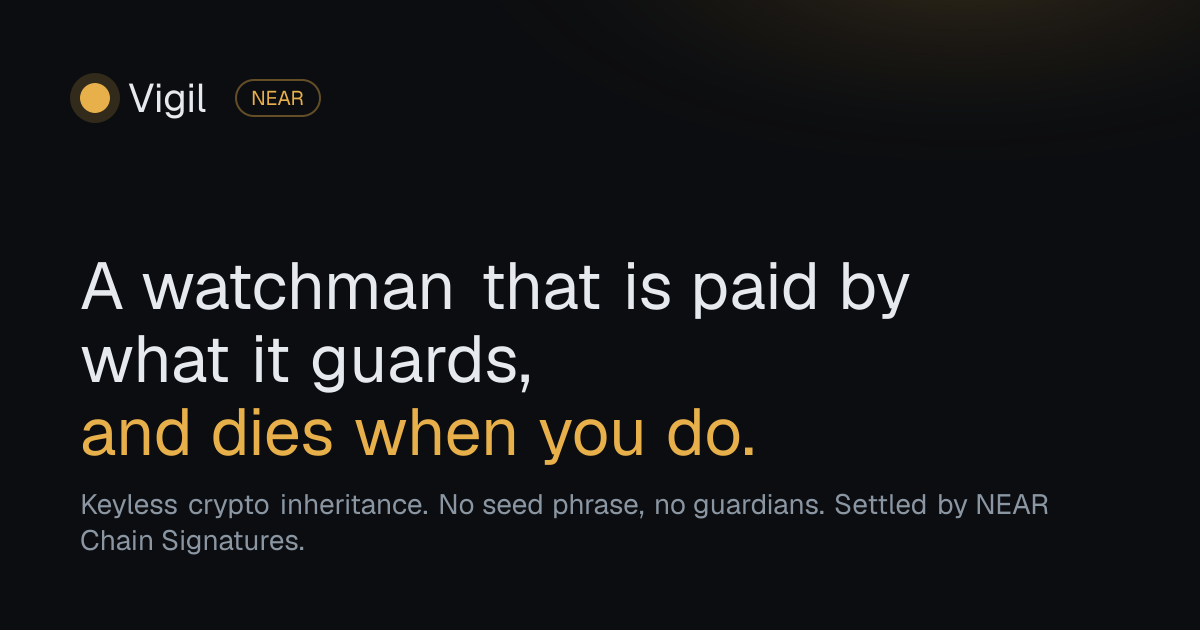 Vigil NEAR
A watchman that is paid by
what it guards,
and dies when you do.
Keyless crypto inheritance. No seed phrase, no guardians. Settled by NEAR
Chain Signatures.